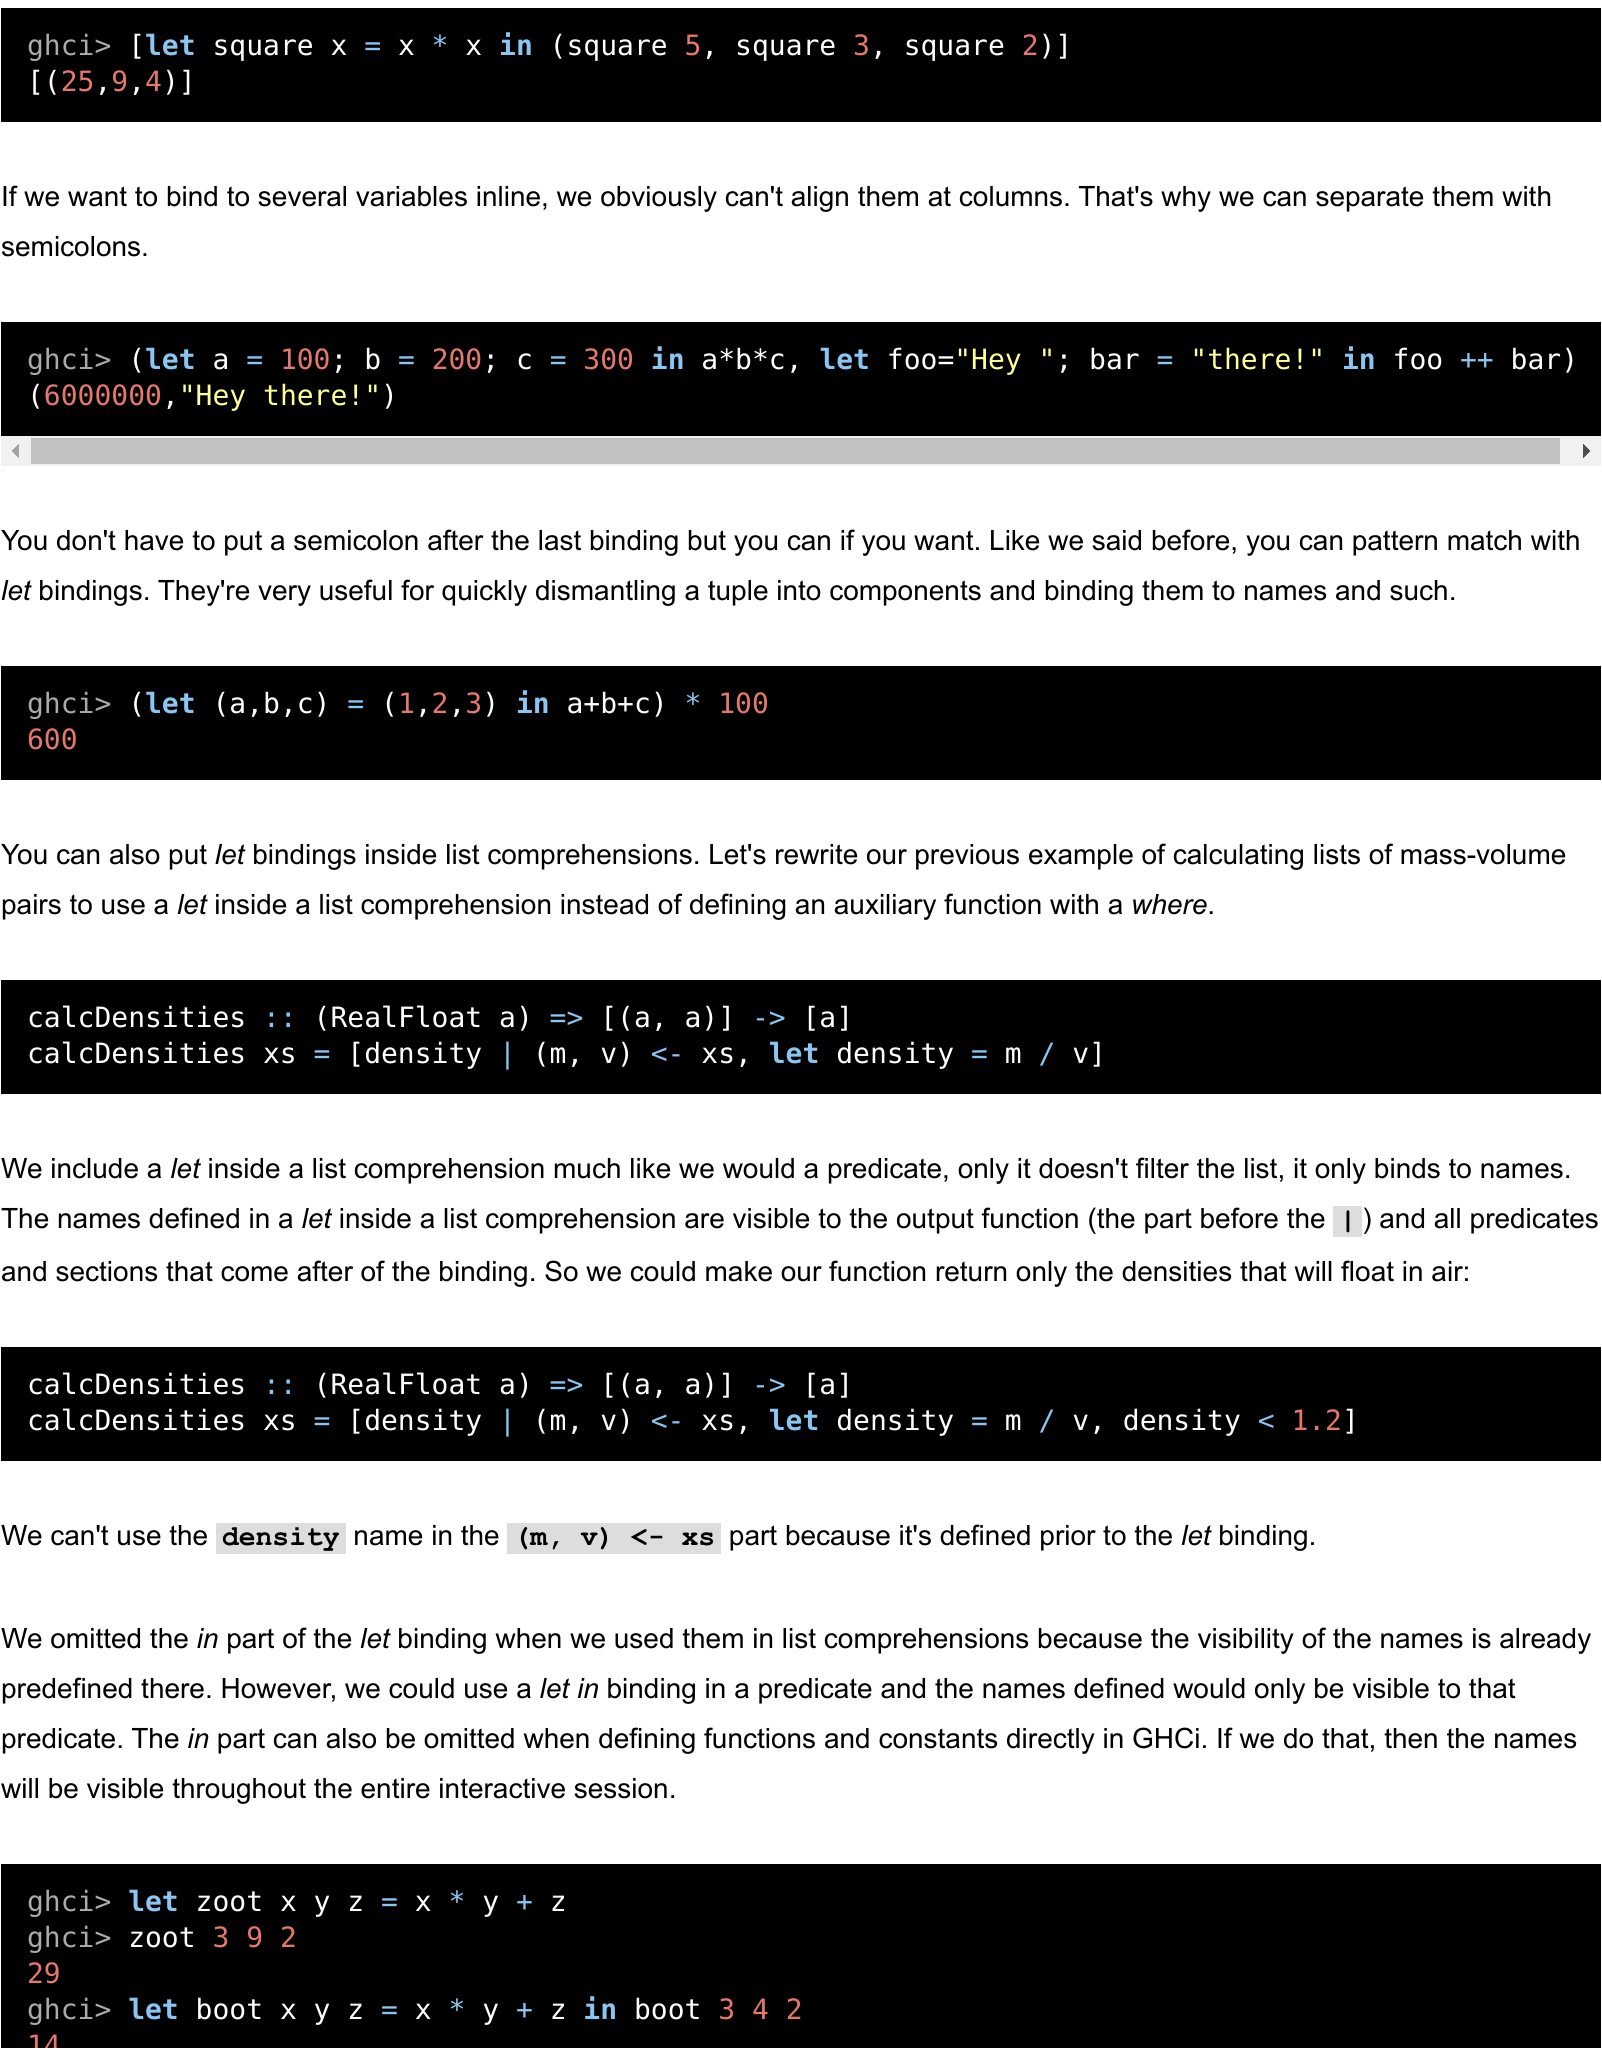 ghci> [let square x = x * x in (square 5, square 3, square 2)]
[(25,9,4)]
If we want to bind to several variables inline, we obviously can't align them at columns. That's why we can separate them with
semicolons.
ghci> (let a = 100; b = 200; c = 300 in a*b*c, let foo="Hey "; bar = "there!" in foo ++ bar)
(6000000,"Hey there!")
You don't have to put a semicolon after the last binding but you can if you want. Like we said before, you can pattern match with
let bindings. They're very useful for quickly dismantling a tuple into components and binding them to names and such.
ghci> (let (a,b,c) = (1,2,3) in a+b+c) * 100
600
You can also put let bindings inside list comprehensions. Let's rewrite our previous example of calculating lists of mass-volume
pairs to use a let inside a list comprehension instead of defining an auxiliary function with a where.
calcDensities :: (RealFloat a) => [(a, a)] -> [a]
calcDensities xs = [density | (m, v) <- xs, let density = m / v]
We include a let inside a list comprehension much like we would a predicate, only it doesn't filter the list, it only binds to names.
The names defined in a let inside a list comprehension are visible to the output function (the part before the |) and all predicates
and sections that come after of the binding. So we could make our function return only the densities that will float in air:
calcDensities :: (RealFloat a) => [(a, a)] -> [a]
calcDensities xs = [density | (m, v) <- xs, let density = m / v, density < 1.2]
We can't use the density name in the (m, v) <- xs part because it's defined prior to the let binding.
We omitted the in part of the let binding when we used them in list comprehensions because the visibility of the names is already
predefined there. However, we could use a let in binding in a predicate and the names defined would only be visible to that
predicate. The in part can also be omitted when defining functions and constants directly in GHCi. If we do that, then the names
will be visible throughout the entire interactive session.
ghci> let zoot x y z = x * y + z
ghci> zoot 3 9 2
29
ghci> let boot x y z = x * y + z in boot 3 4 2
14